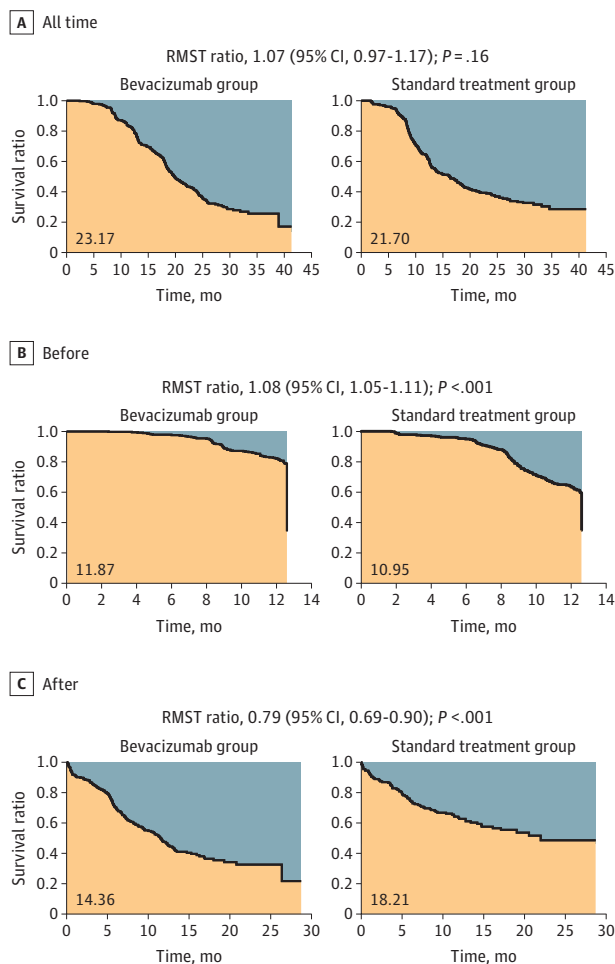 A All time
RMST ratio, 1.07 (95% CI, 0.97-1.17); P = .16
Bevacizumab group
Standard treatment group
1.0
0.8
0.6
0.4
0.2
0
Survival ratio
23.17
0 5 10 15 20 25 30 35 40 45
Time, mo
21.70
0 5 10 15 20 25 30 35 40 45
Time, mo
B Before
RMST ratio, 1.08 (95% CI, 1.05-1.11); P <.001
Bevacizumab group
Standard treatment group
1.0
0.8
0.6
0.4
0.2
0
Survival ratio
11.87
0 2 4 6 8 10 12 14
Time, mo
10.95
0 2 4 6 8 10 12 14
Time, mo
C After
RMST ratio, 0.79 (95% CI, 0.69-0.90); P <.001
Bevacizumab group
Standard treatment group
1.0
0.8
0.6
0.4
0.2
0
Survival ratio
14.36
0 5 10 15 20 25 30
Time, mo
18.21
0 5 10 15 20 25 30
Time, mo